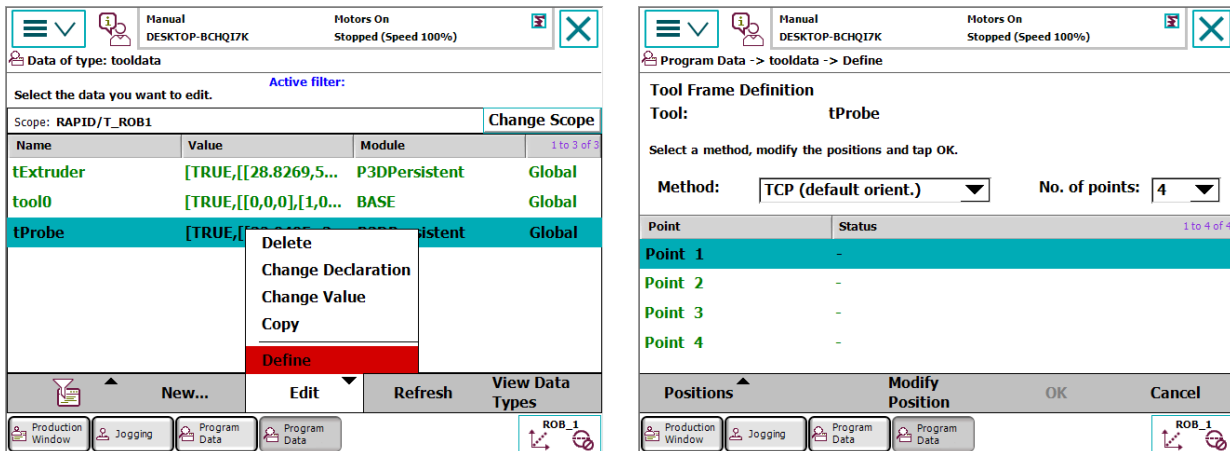 Manual Motors On
DESKTOP-BCHQI7K Stopped (Speed 100%)
Data of type: tooldata
Active filter:
Select the data you want to edit.
Scope: RAPID/T_ROB1 Change Scope
Name Value Module 1 to 3 of 3
tExtruder [TRUE,[[28.8269,5... P3DPersistent Global
tool0 [TRUE,[[0,0,0],[1,0... BASE Global
tProbe [TRUE,[ sistent Global
Delete
Change Declaration
Change Value
Copy
Define
New... Edit Refresh View Data
Types
Production
Window Jogging Program
Data Program
Data ROB_1
Manual Motors On
DESKTOP-BCHQI7K Stopped (Speed 100%)
Program Data -> tooldata -> Define
Tool Frame Definition
Tool: tProbe
Select a method, modify the positions and tap OK.
Method: TCP (default orient.) No. of points: 4
Point Status 1 to 4 of 4
Point 1 -
Point 2 -
Point 3 -
Point 4 -
Positions Modify
Position OK Cancel
Production
Window Jogging Program
Data Program
Data ROB_1